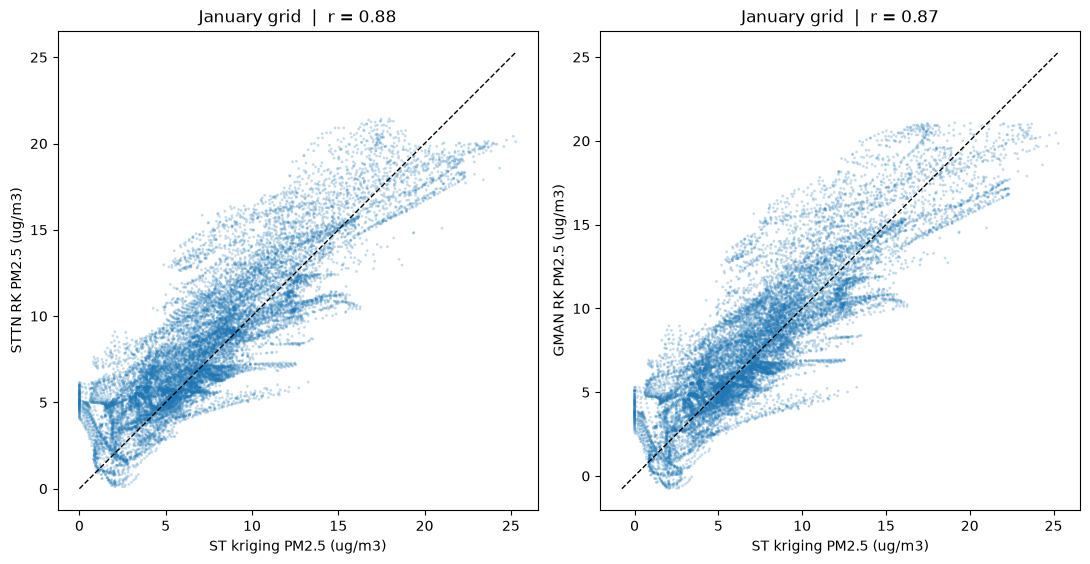 January grid | r = 0.88
25
20
15
10
5
0
STTN RK PM2.5 (ug/m3)
0 5 10 15 20 25
ST kriging PM2.5 (ug/m3)
January grid | r = 0.87
25
20
15
10
5
0
GMAN RK PM2.5 (ug/m3)
0 5 10 15 20 25
ST kriging PM2.5 (ug/m3)